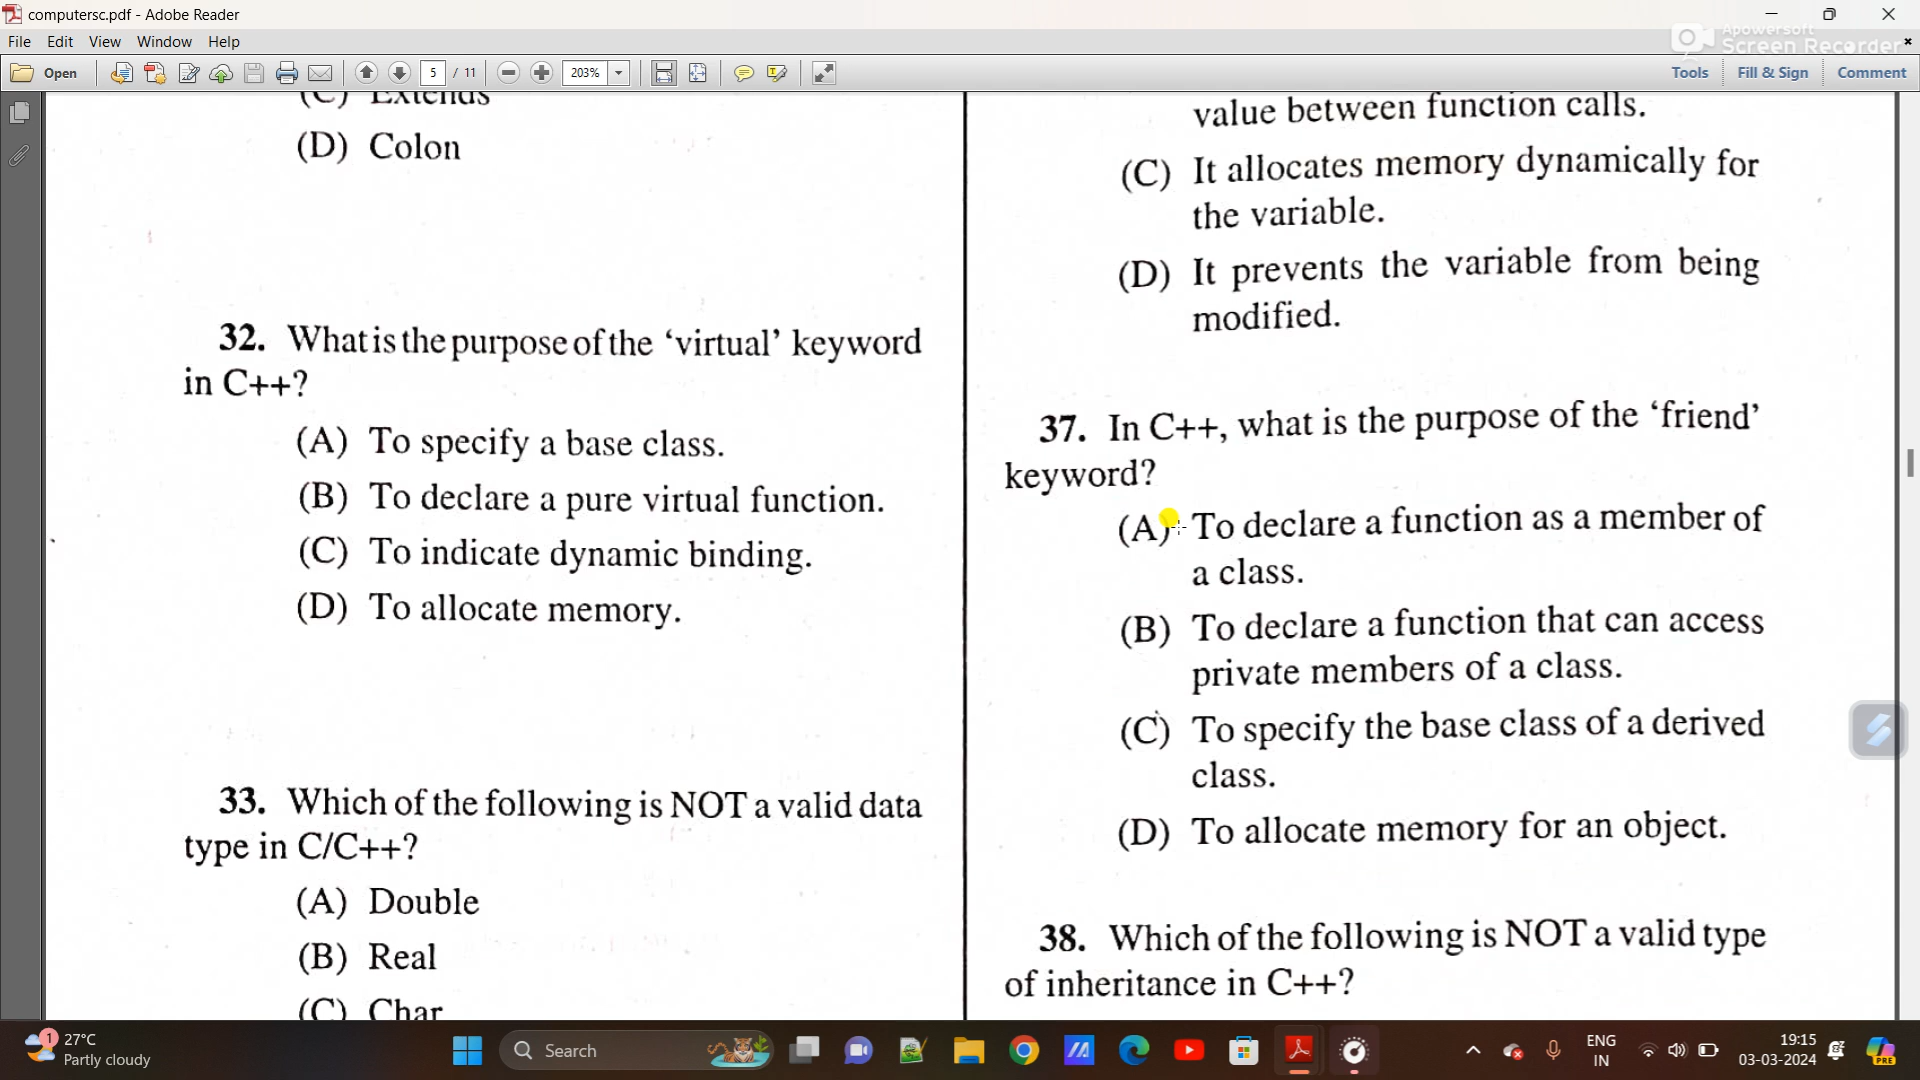 computersc.pdf - Adobe Reader
File Edit View Window Help
Apowersoft
Screen Recorder
Open 5 / 11 203% Tools Fill & Sign Comment
(C) Extends
(D) Colon
32. What is the purpose of the ‘virtual’ keyword
in C++?
(A) To specify a base class.
(B) To declare a pure virtual function.
(C) To indicate dynamic binding.
(D) To allocate memory.
33. Which of the following is NOT a valid data
type in C/C++?
(A) Double
(B) Real
(C) Char
value between function calls.
(C) It allocates memory dynamically for
the variable.
(D) It prevents the variable from being
modified.
37. In C++, what is the purpose of the ‘friend’
keyword?
(A) To declare a function as a member of
a class.
(B) To declare a function that can access
private members of a class.
(C) To specify the base class of a derived
class.
(D) To allocate memory for an object.
38. Which of the following is NOT a valid type
of inheritance in C++?
1
27°C
Partly cloudy
Search
ENG
IN
19:15
03-03-2024
PRE